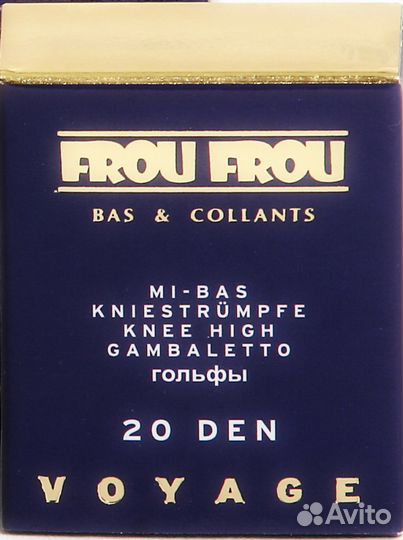 FROU FROU
BAS & COLLANTS
MI-BAS
KNIESTRÜMPFE
KNEE HIGH
GAMBALETTO
гольфы
20 DEN
VOYAGE
Avito